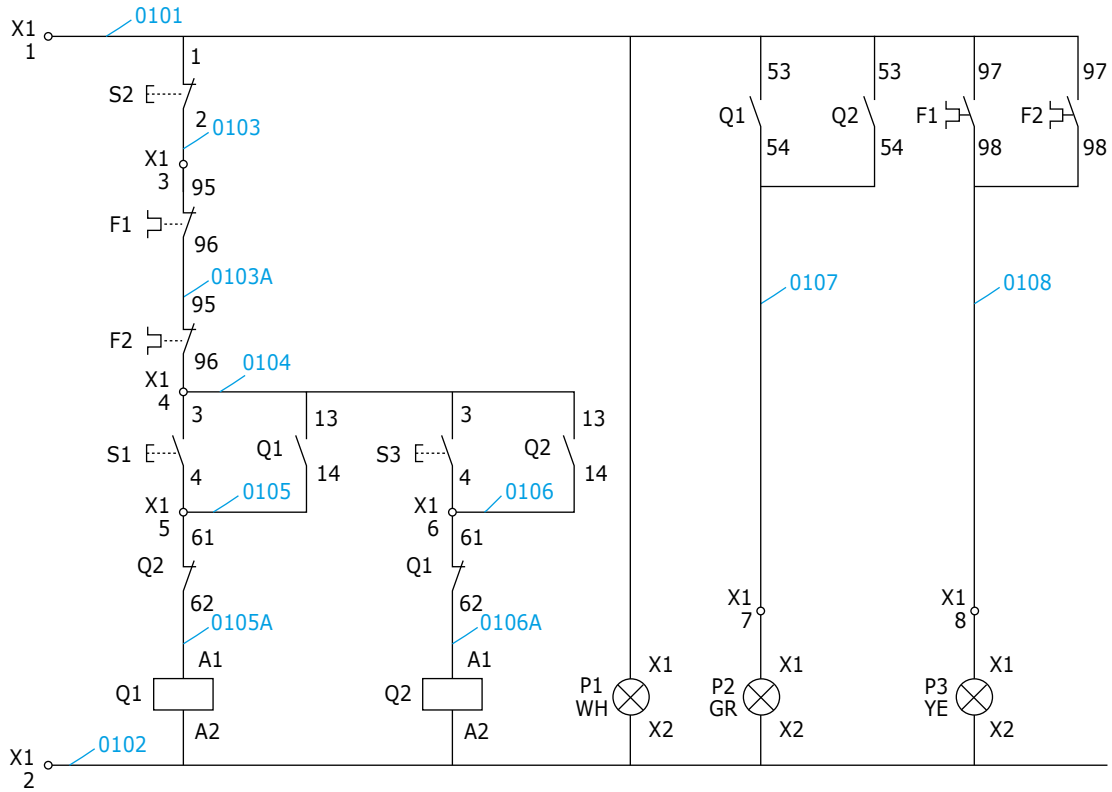 0101
X1
1
1
53
53
97
97
S2
Q1
Q2
F1
F2
2
0103
54
54
98
98
X1
3
95
F1
96
0103A
0107
0108
95
F2
96
0104
X1
4
3
13
3
13
S1
Q1
S3
Q2
4
14
4
14
0105
0106
X1
5
X1
6
61
61
Q2
Q1
62
62
0105A
0106A
X1
7
X1
8
A1
A1
X1
X1
X1
Q1
Q2
P1
WH
P2
GR
P3
YE
A2
A2
X2
X2
X2
0102
X1
2